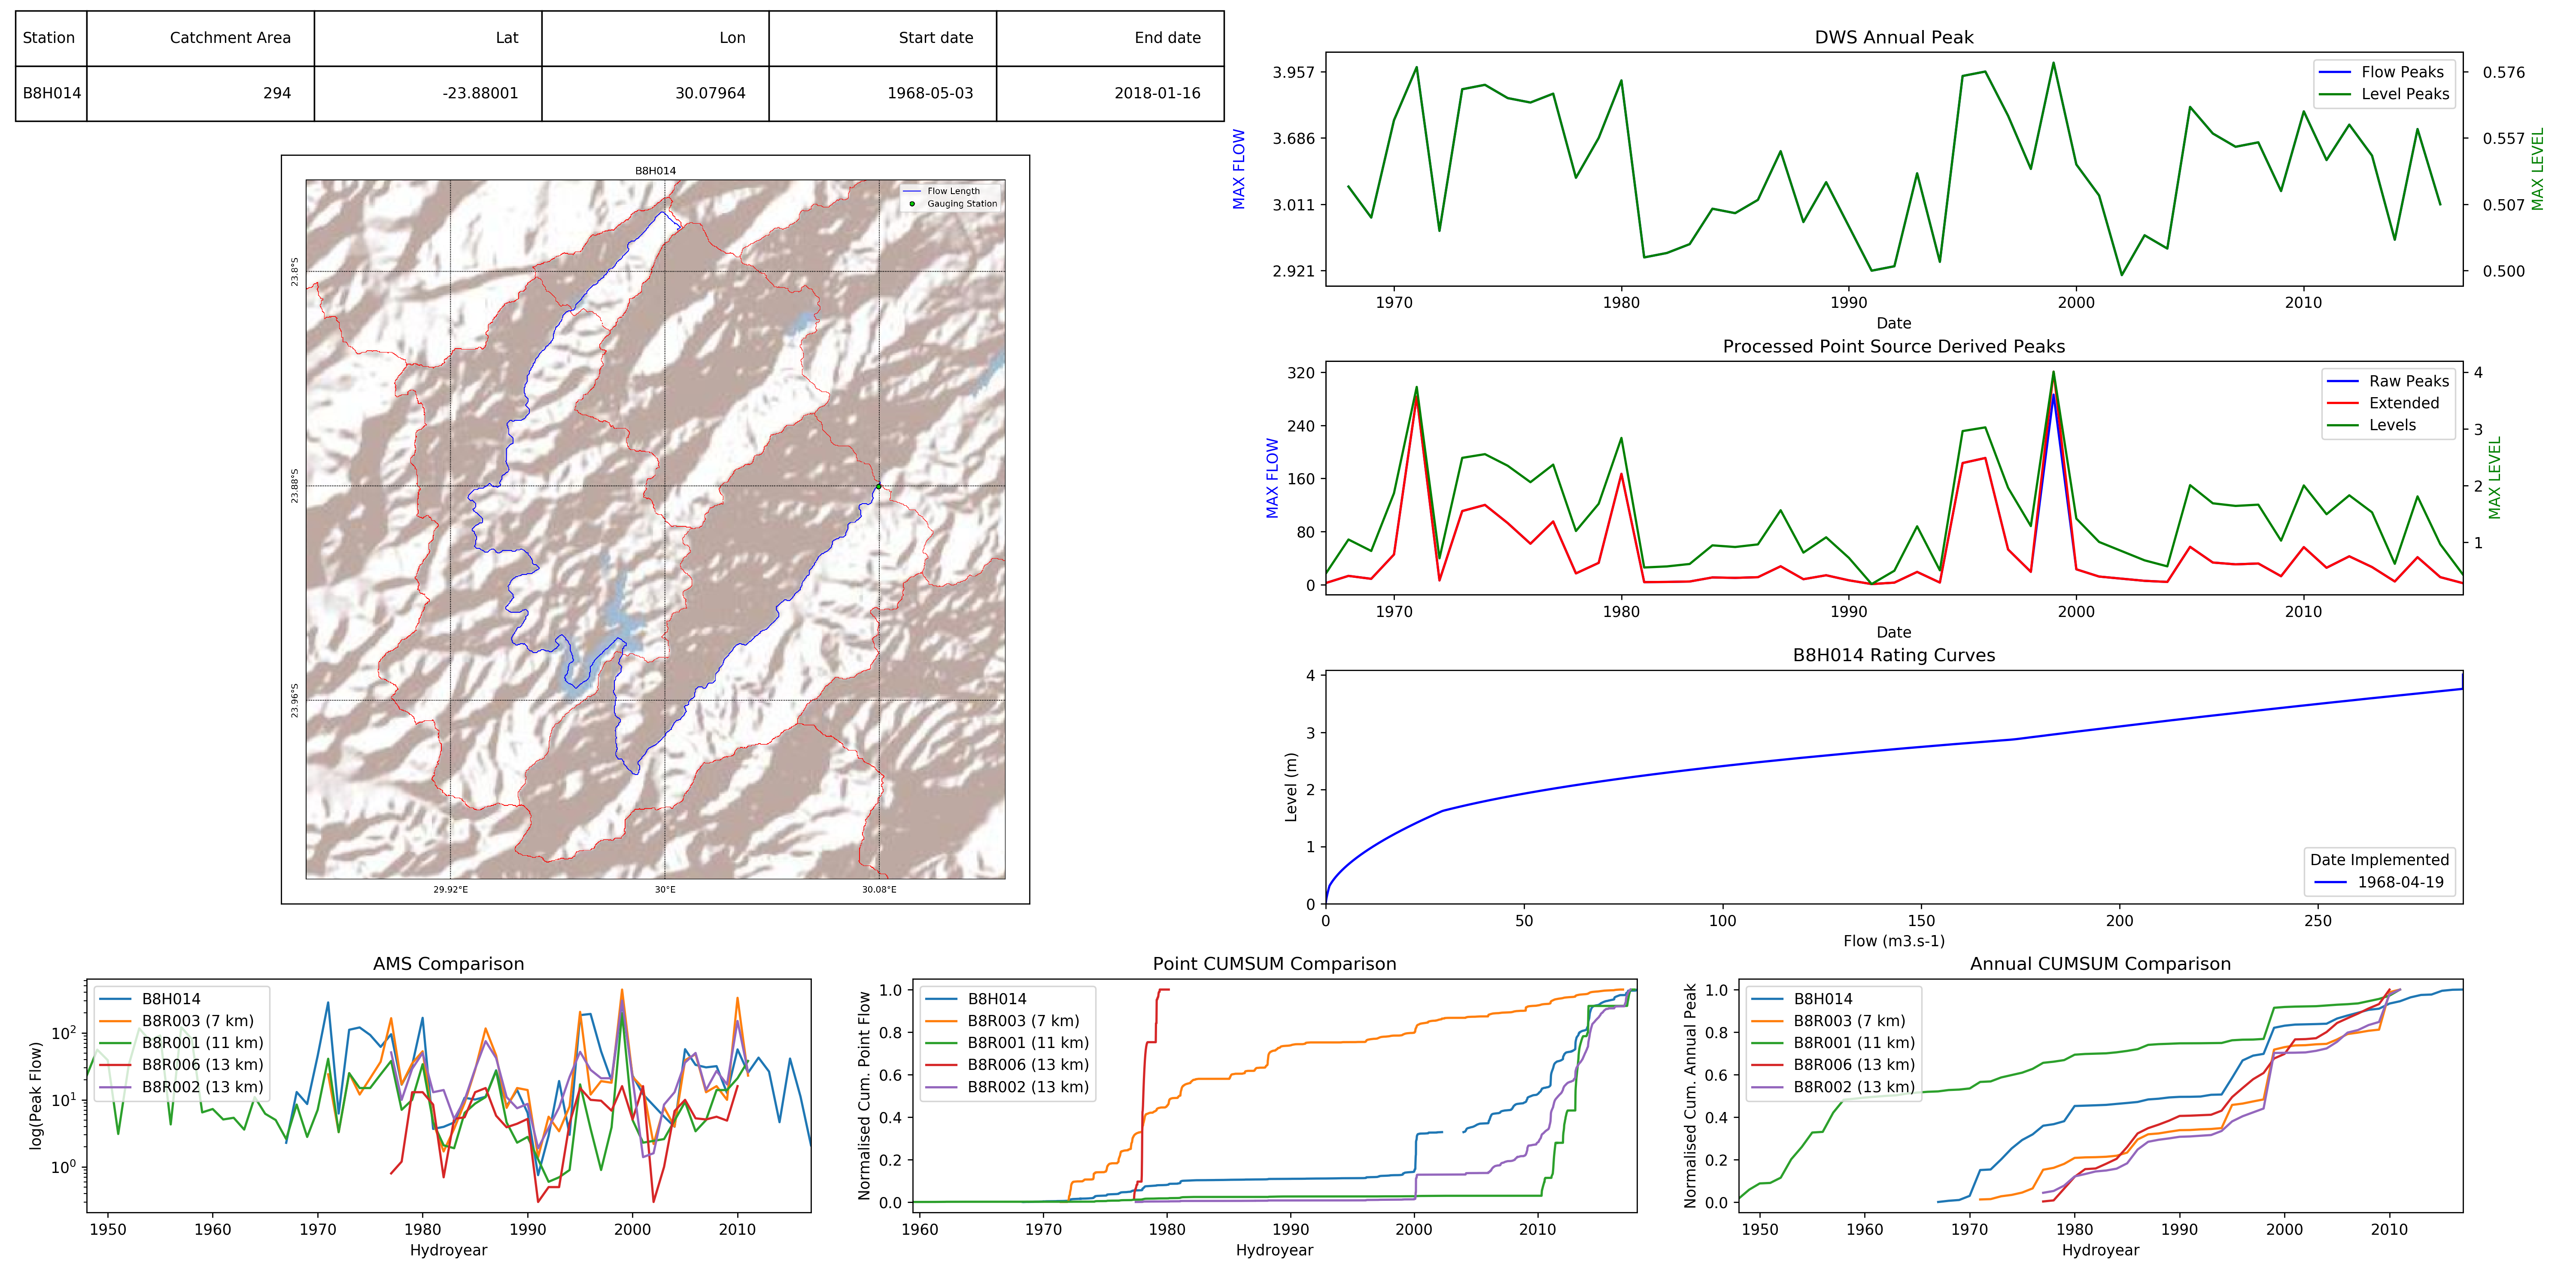 Station Catchment Area Lat Lon Start date End date
B8H014 294 -23.88001 30.07964 1968-05-03 2018-01-16
B8H014
Flow Length
Gauging Station
23.8°S
23.88°S
23.96°S
29.92°E 30°E 30.08°E
DWS Annual Peak
Flow Peaks
Level Peaks
MAX FLOW
3.957
3.686
3.011
2.921
0.576
0.557
0.507
0.500
MAX LEVEL
1970 1980 1990 2000 2010
Date
Processed Point Source Derived Peaks
Raw Peaks
Extended
Levels
MAX FLOW
320
240
160
80
0
4
3
2
1
MAX LEVEL
1970 1980 1990 2000 2010
Date
B8H014 Rating Curves
Level (m)
4
3
2
1
0
Date Implemented
1968-04-19
0 50 100 150 200 250
Flow (m3.s-1)
AMS Comparison
B8H014
B8R003 (7 km)
B8R001 (11 km)
B8R006 (13 km)
B8R002 (13 km)
log(Peak Flow)
10²
10¹
10⁰
1950 1960 1970 1980 1990 2000 2010
Hydroyear
Point CUMSUM Comparison
B8H014
B8R003 (7 km)
B8R001 (11 km)
B8R006 (13 km)
B8R002 (13 km)
Normalised Cum. Point Flow
1.0
0.8
0.6
0.4
0.2
0.0
1960 1970 1980 1990 2000 2010
Hydroyear
Annual CUMSUM Comparison
B8H014
B8R003 (7 km)
B8R001 (11 km)
B8R006 (13 km)
B8R002 (13 km)
Normalised Cum. Annual Peak
1.0
0.8
0.6
0.4
0.2
0.0
1950 1960 1970 1980 1990 2000 2010
Hydroyear